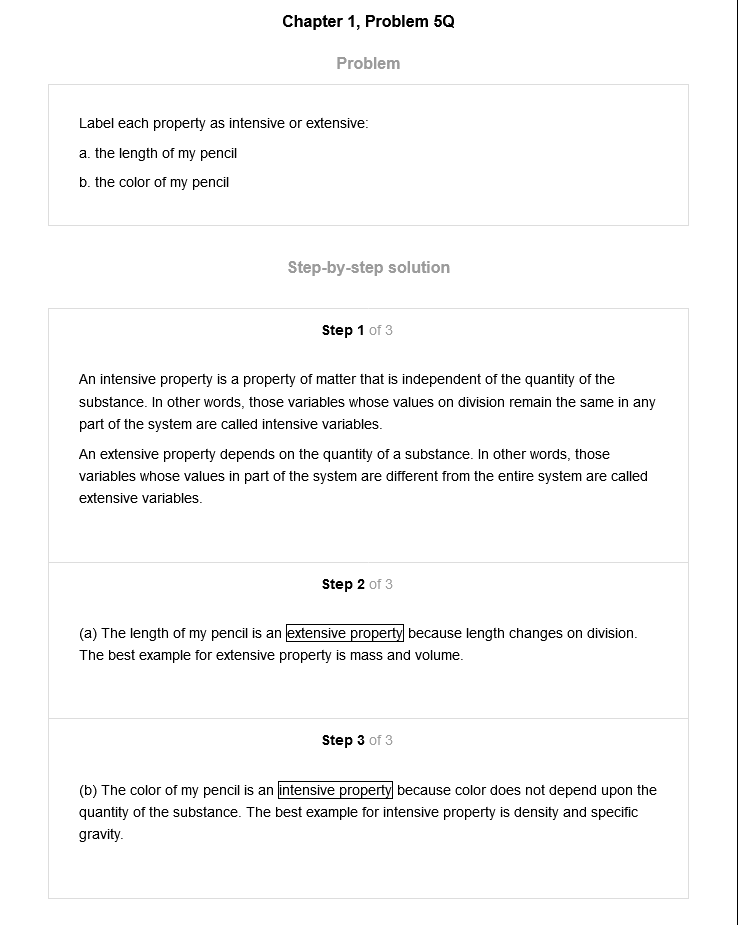 Chapter 1, Problem 5Q
Problem
Label each property as intensive or extensive:
a. the length of my pencil
b. the color of my pencil
Step-by-step solution
Step 1 of 3
An intensive property is a property of matter that is independent of the quantity of the
substance. In other words, those variables whose values on division remain the same in any
part of the system are called intensive variables.
An extensive property depends on the quantity of a substance. In other words, those
variables whose values in part of the system are different from the entire system are called
extensive variables.
Step 2 of 3
(a) The length of my pencil is an extensive property because length changes on division.
The best example for extensive property is mass and volume.
Step 3 of 3
(b) The color of my pencil is an intensive property because color does not depend upon the
quantity of the substance. The best example for intensive property is density and specific
gravity.